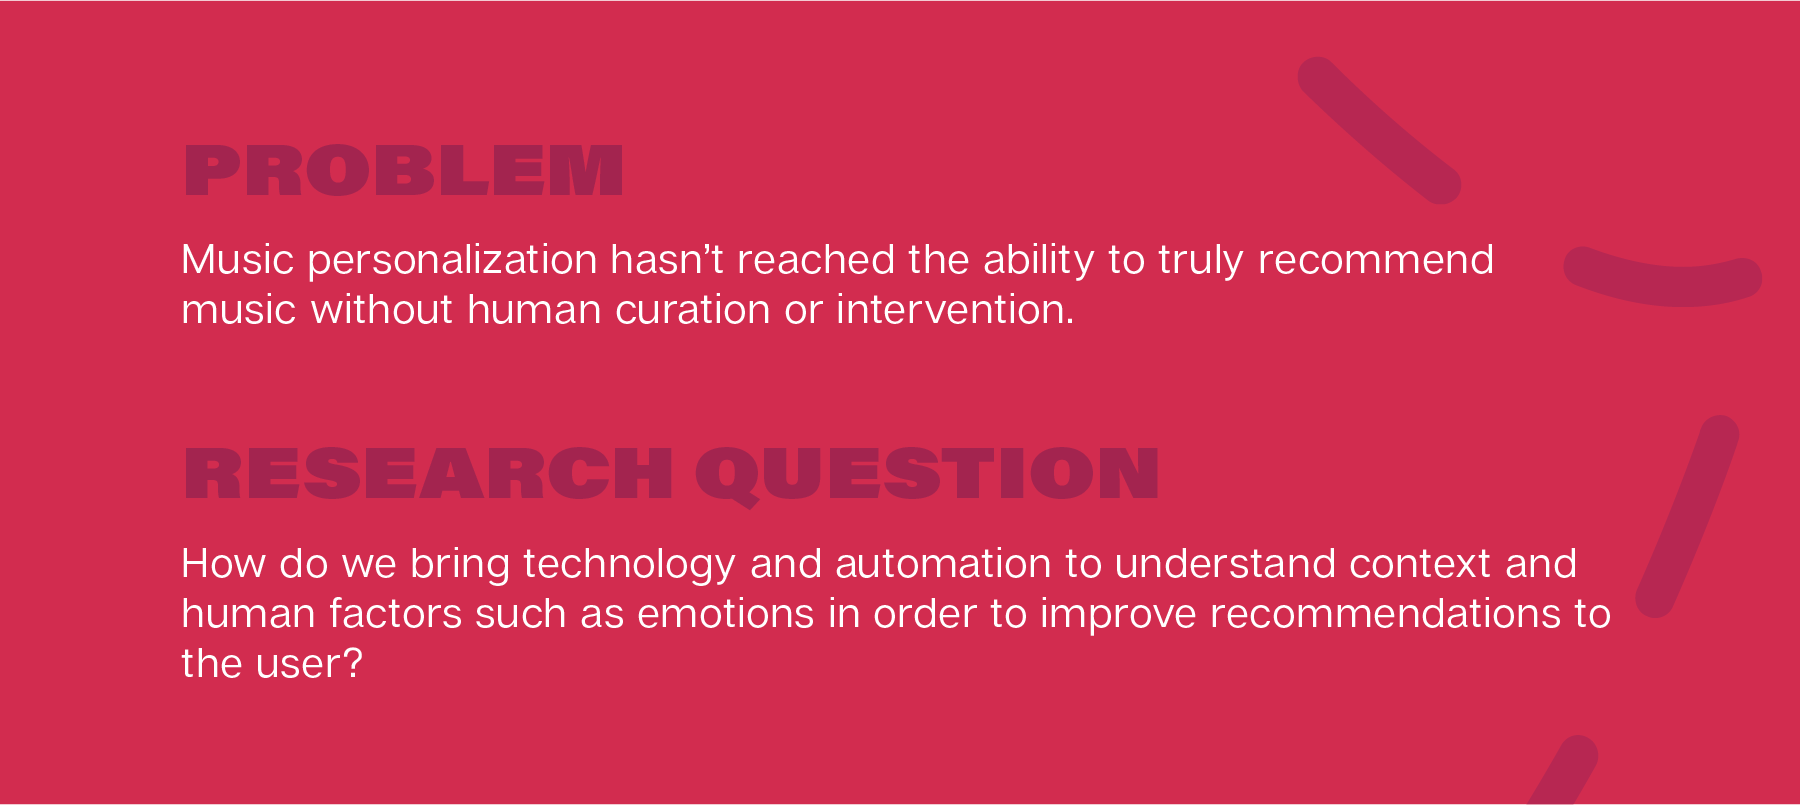 PROBLEM
Music personalization hasn’t reached the ability to truly recommend
music without human curation or intervention.
RESEARCH QUESTION
How do we bring technology and automation to understand context and
human factors such as emotions in order to improve recommendations to
the user?